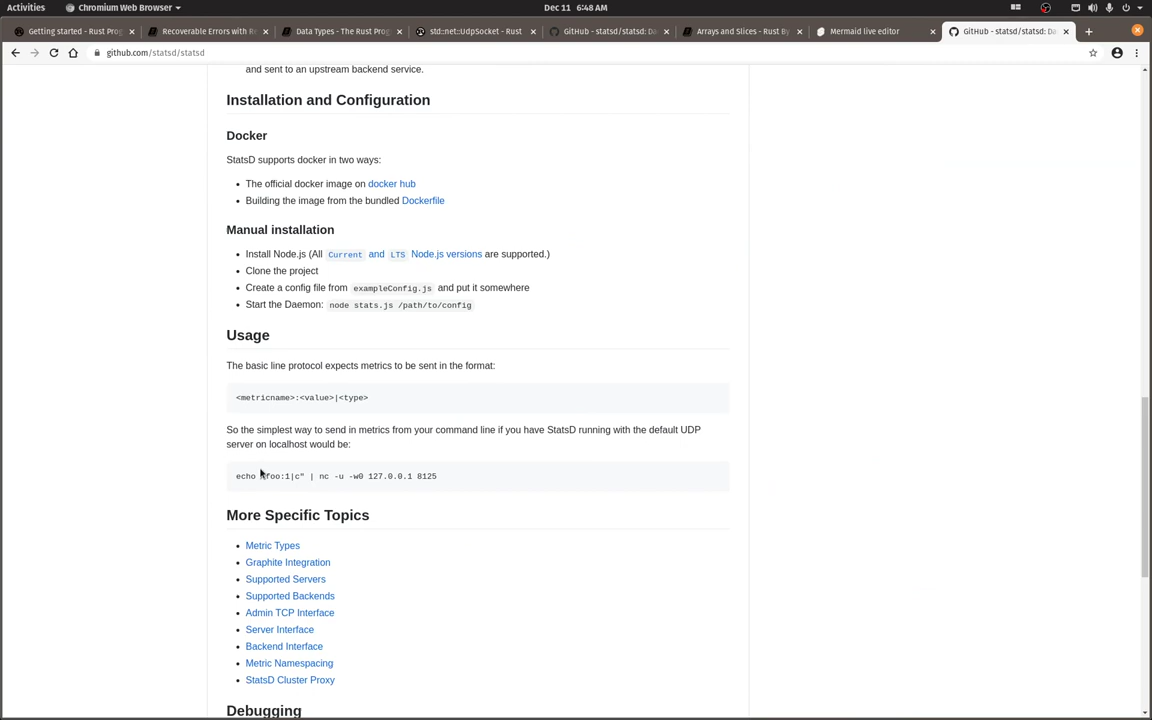 Activities Chromium Web Browser Dec 11 6:48 AM
Getting started - Rust Prog Recoverable Errors with Re Data Types - The Rust Prog std::net::UdpSocket - Rust GitHub - statsd/statsd: Da Arrays and Slices - Rust By Mermaid live editor GitHub - statsd/statsd: Da
github.com/statsd/statsd
and sent to an upstream backend service.
Installation and Configuration
Docker
StatsD supports docker in two ways:
• The official docker image on docker hub
• Building the image from the bundled Dockerfile
Manual installation
• Install Node.js (All Current and LTS Node.js versions are supported.)
• Clone the project
• Create a config file from exampleConfig.js and put it somewhere
• Start the Daemon: node stats.js /path/to/config
Usage
The basic line protocol expects metrics to be sent in the format:
<metricname>:<value>|<type>
So the simplest way to send in metrics from your command line if you have StatsD running with the default UDP
server on localhost would be:
echo "foo:1|c" | nc -u -w0 127.0.0.1 8125
More Specific Topics
• Metric Types
• Graphite Integration
• Supported Servers
• Supported Backends
• Admin TCP Interface
• Server Interface
• Backend Interface
• Metric Namespacing
• StatsD Cluster Proxy
Debugging